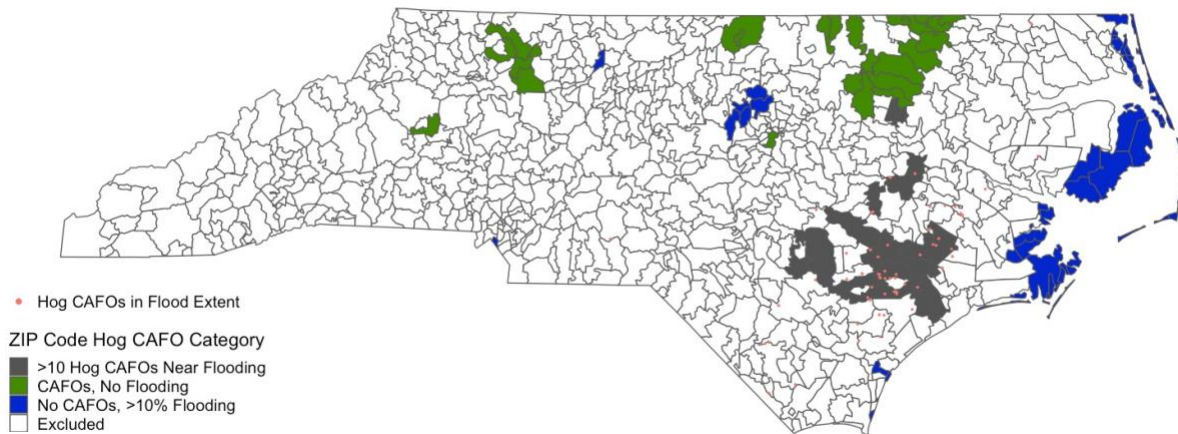 Hog CAFOs in Flood Extent
ZIP Code Hog CAFO Category
>10 Hog CAFOs Near Flooding
CAFOs, No Flooding
No CAFOs, >10% Flooding
Excluded